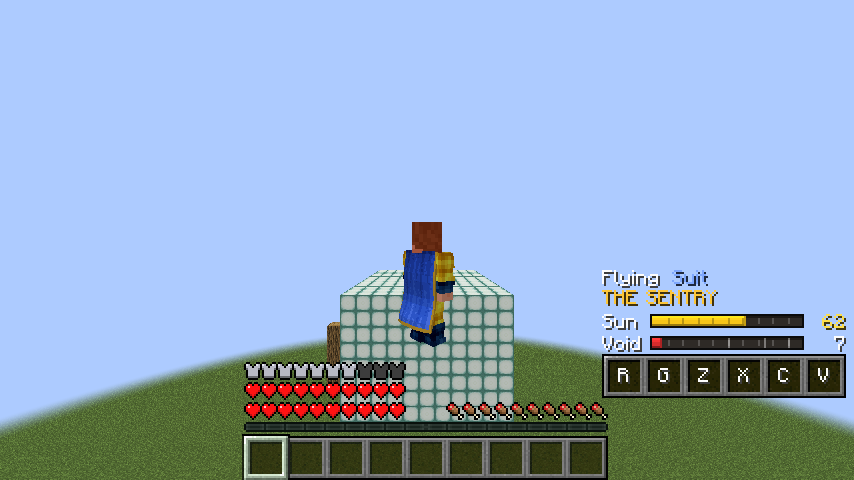 Flying Suit
THE SENTRY
Sun 62
Void 7
R G Z X C V